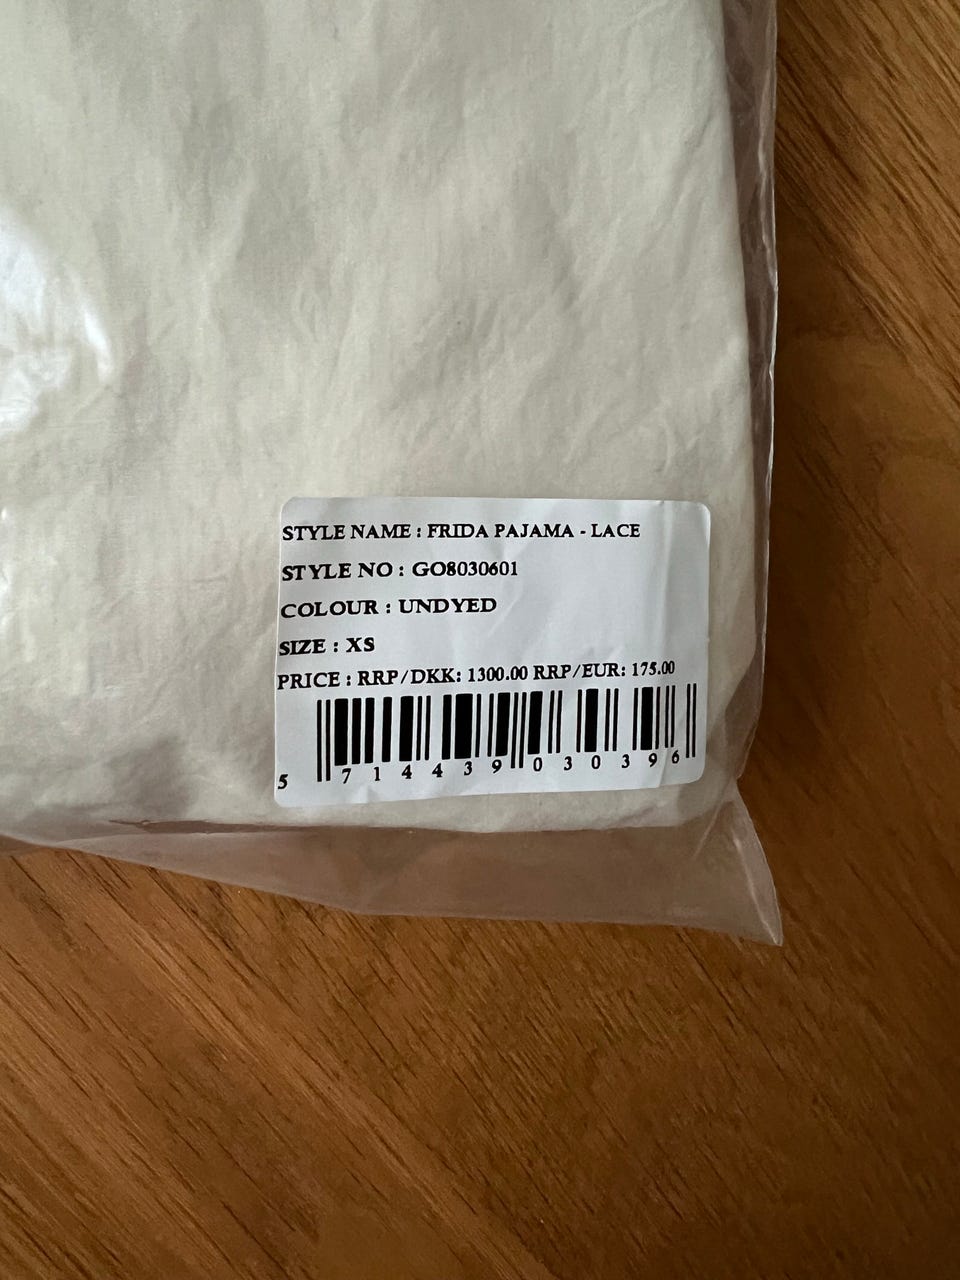 STYLE NAME : FRIDA PAJAMA - LACE
STYLE NO : GO8030601
COLOUR : UNDYED
SIZE : XS
PRICE : RRP/DKK: 1300.00 RRP/EUR: 175.00
5 714439 030396